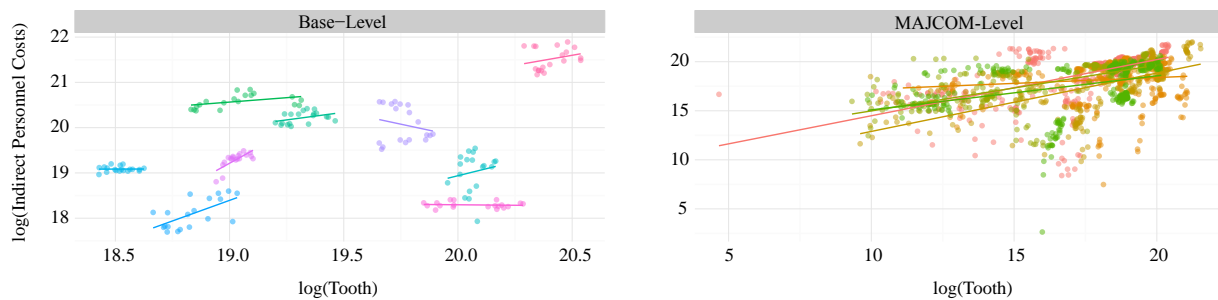 Base−Level
log(Indirect Personnel Costs)
22
21
20
19
18
18.5 19.0 19.5 20.0 20.5
log(Tooth)
MAJCOM-Level
20
15
10
5
5 10 15 20
log(Tooth)